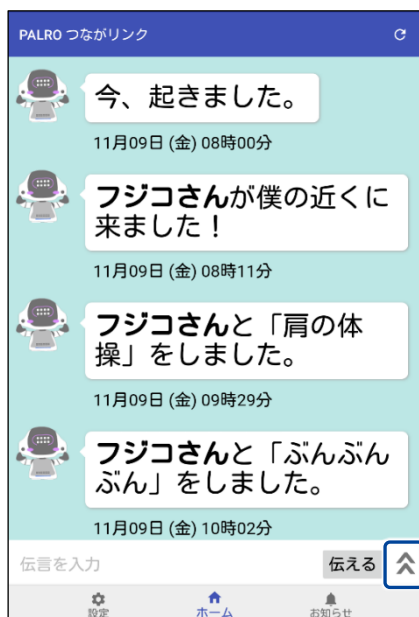 PALRO つながリンク
今、起きました。
11月09日 (金) 08時00分
フジコさんが僕の近くに
来ました！
11月09日 (金) 08時11分
フジコさんと「肩の体
操」をしました。
11月09日 (金) 09時29分
フジコさんと「ぶんぶん
ぶん」をしました。
11月09日 (金) 10時02分
伝言を入力
伝える
設定
ホーム
お知らせ